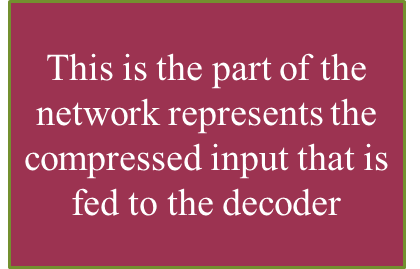 This is the part of the
network represents the
compressed input that is
fed to the decoder